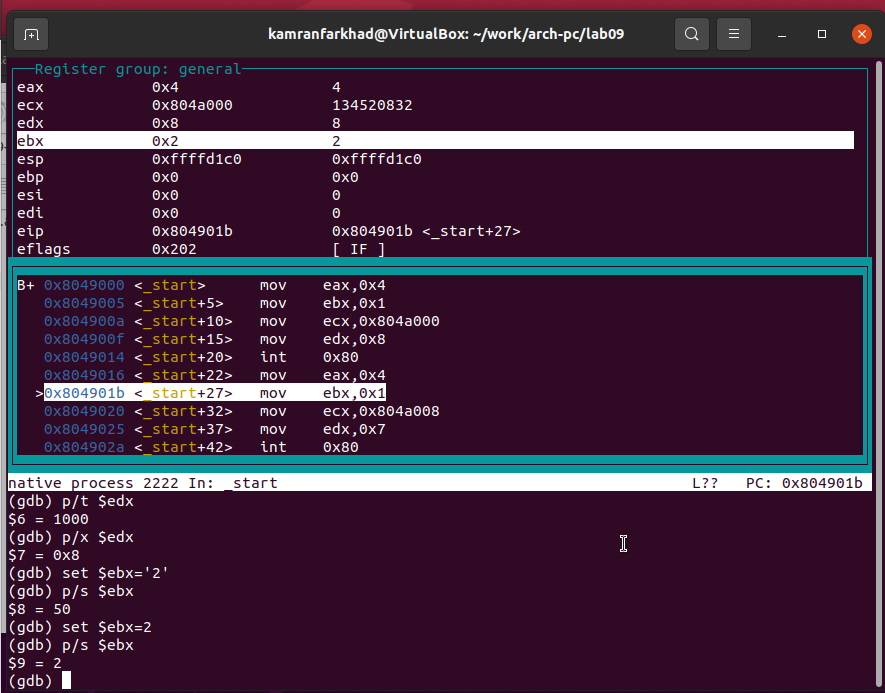 kamranfarkhad@VirtualBox: ~/work/arch-pc/lab09
Register group: general
eax 0x4 4
ecx 0x804a000 134520832
edx 0x8 8
ebx 0x2 2
esp 0xffffd1c0 0xffffd1c0
ebp 0x0 0x0
esi 0x0 0
edi 0x0 0
eip 0x804901b 0x804901b <_start+27>
eflags 0x202 [ IF ]
B+ 0x8049000 <_start> mov eax,0x4
0x8049005 <_start+5> mov ebx,0x1
0x804900a <_start+10> mov ecx,0x804a000
0x804900f <_start+15> mov edx,0x8
0x8049014 <_start+20> int 0x80
0x8049016 <_start+22> mov eax,0x4
>0x804901b <_start+27> mov ebx,0x1
0x8049020 <_start+32> mov ecx,0x804a008
0x8049025 <_start+37> mov edx,0x7
0x804902a <_start+42> int 0x80
native process 2222 In: _start L?? PC: 0x804901b
(gdb) p/t $edx
$6 = 1000
(gdb) p/x $edx
$7 = 0x8
(gdb) set $ebx='2'
(gdb) p/s $ebx
$8 = 50
(gdb) set $ebx=2
(gdb) p/s $ebx
$9 = 2
(gdb)